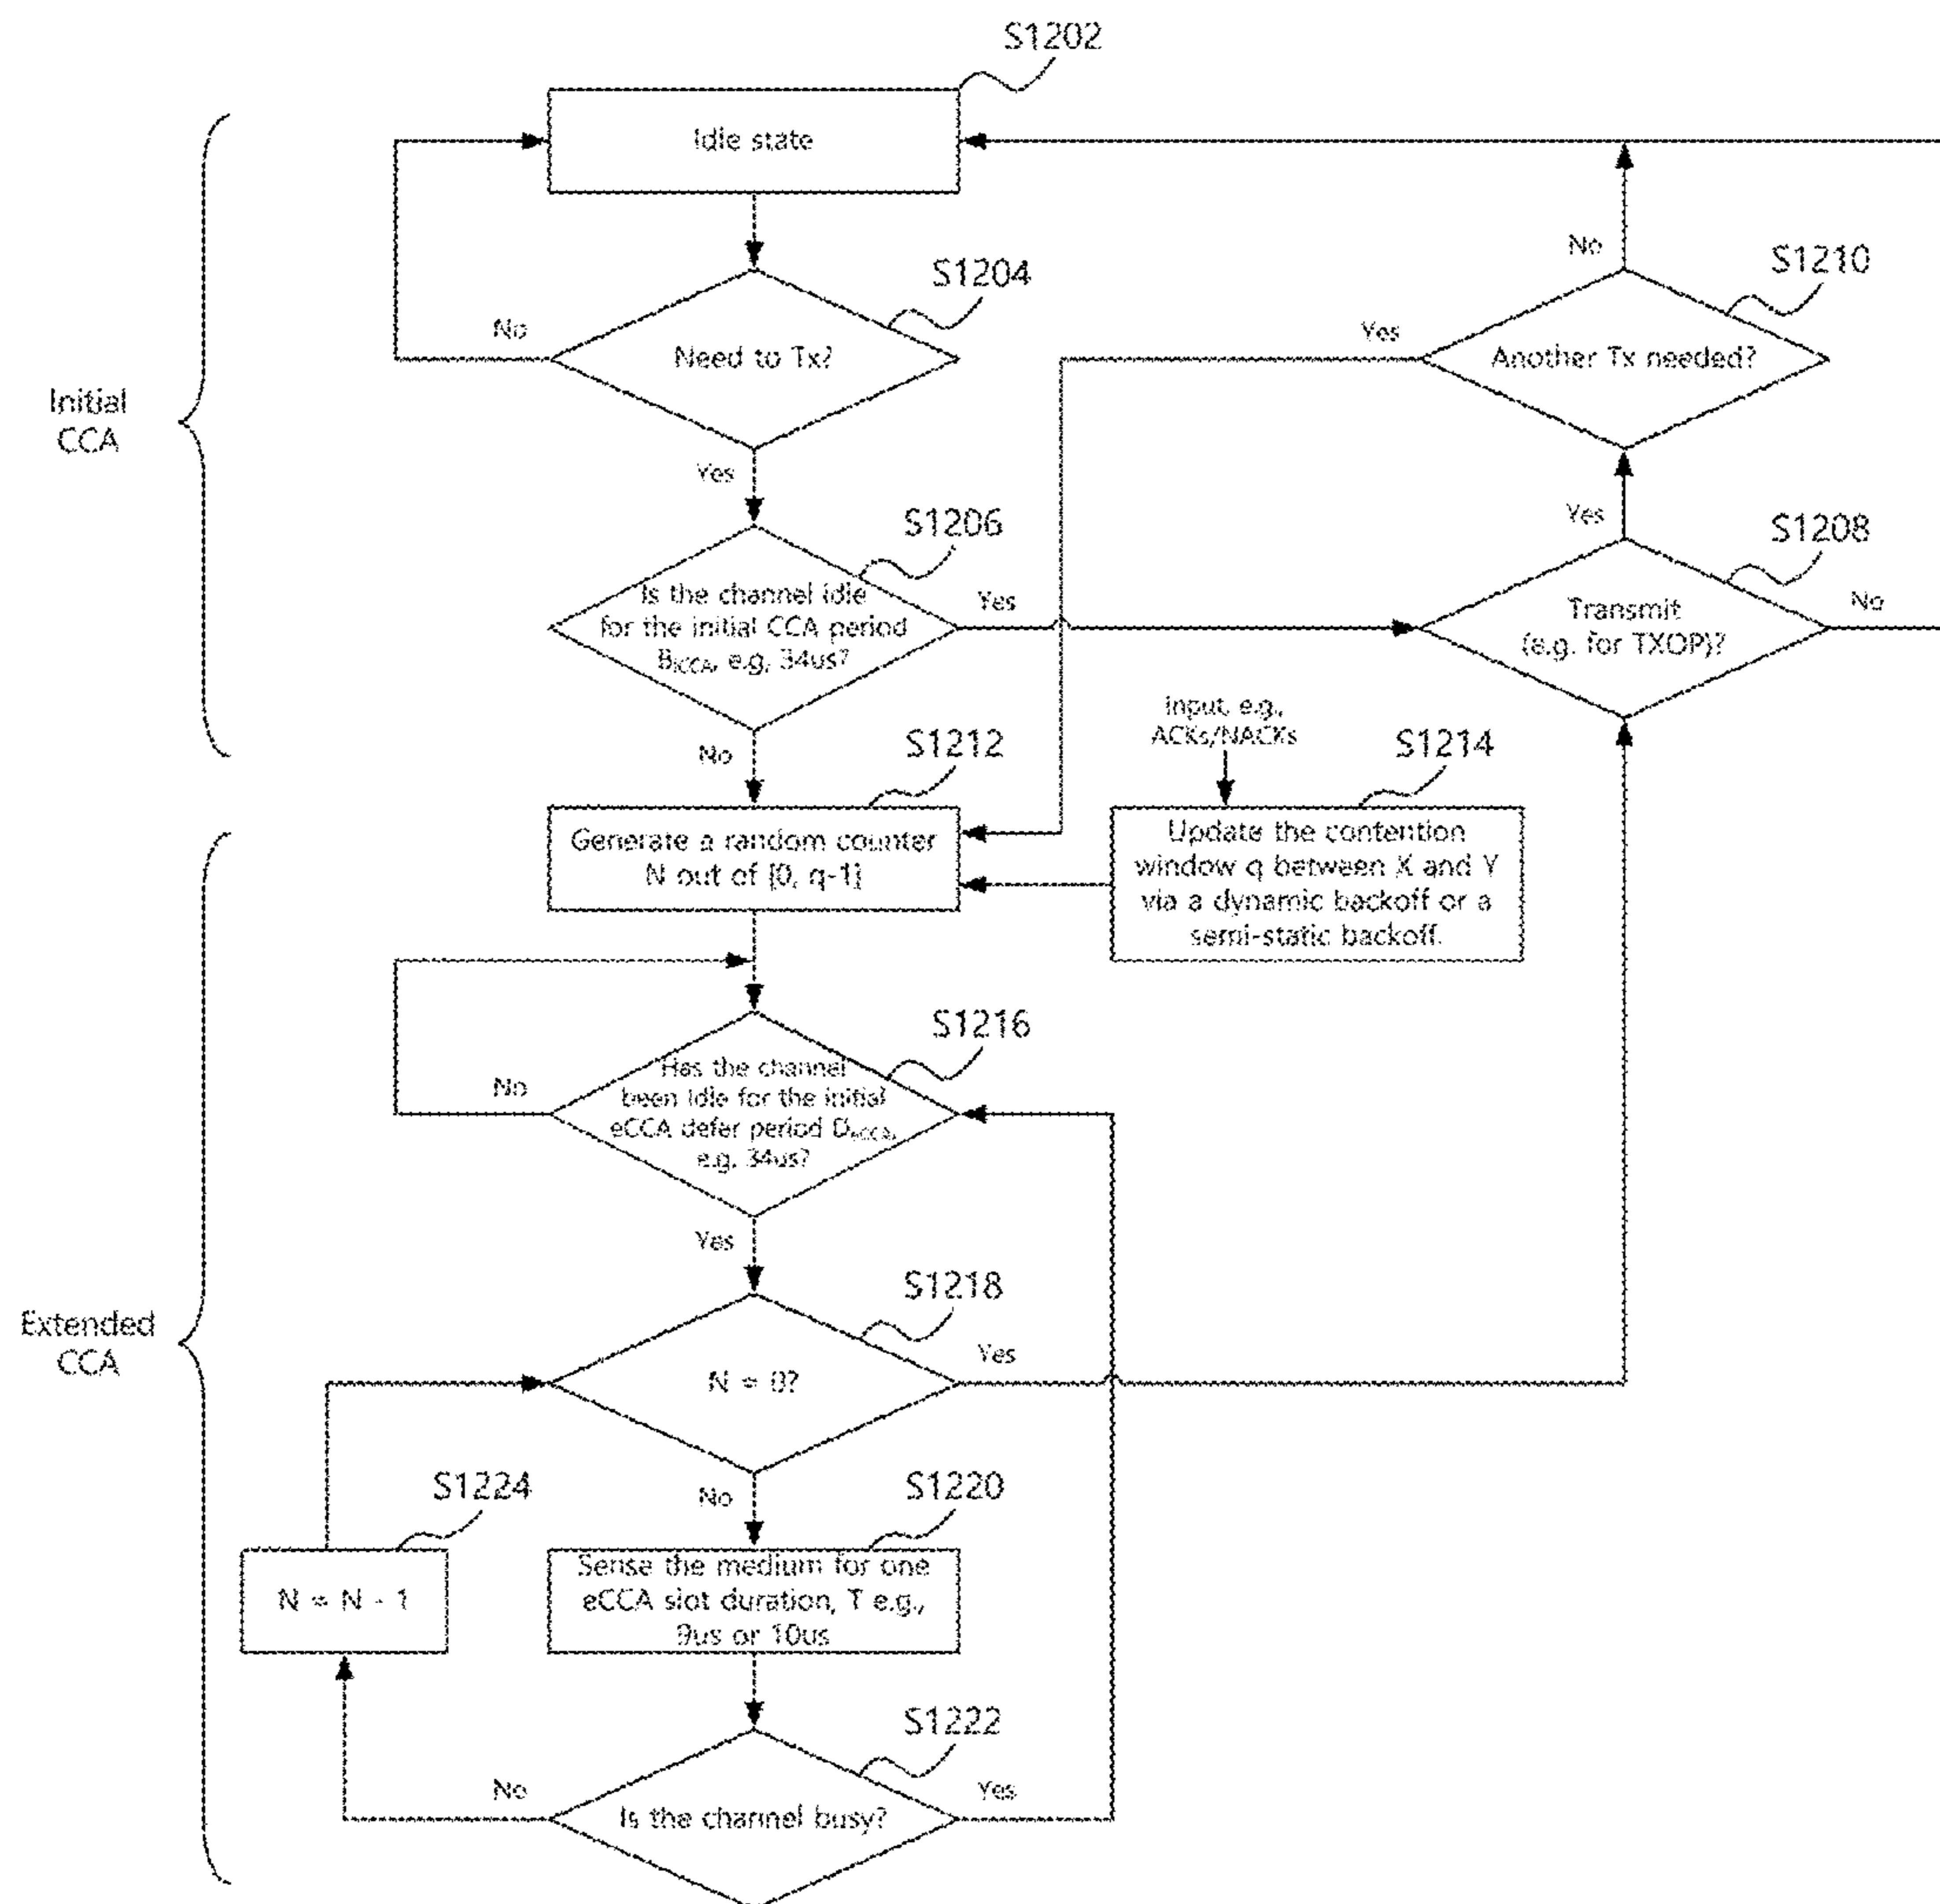 S1202
Idle state
S1204
Need to Tx?
No
Yes
S1210
Another Tx needed?
No
Yes
Initial
CCA
S1206
Is the channel idle
for the initial CCA period
BiCCA, e.g, 34us?
Yes
No
S1208
Transmit
(e.g. for TXOP)?
Yes
No
S1212
Generate a random counter
N out of [0, q-1]
input, e.g.,
ACKs/NACKs
S1214
Update the contention
window q between X and Y
via a dynamic backoff or a
semi-static backoff.
S1216
Has the channel
been idle for the initial
eCCA defer period DeCCA,
e.g. 34us?
No
Yes
Extended
CCA
S1218
N = 0?
Yes
No
S1224
N = N - 1
S1220
Sense the medium for one
eCCA slot duration, T e.g.,
9us or 10us
S1222
Is the channel busy?
No
Yes